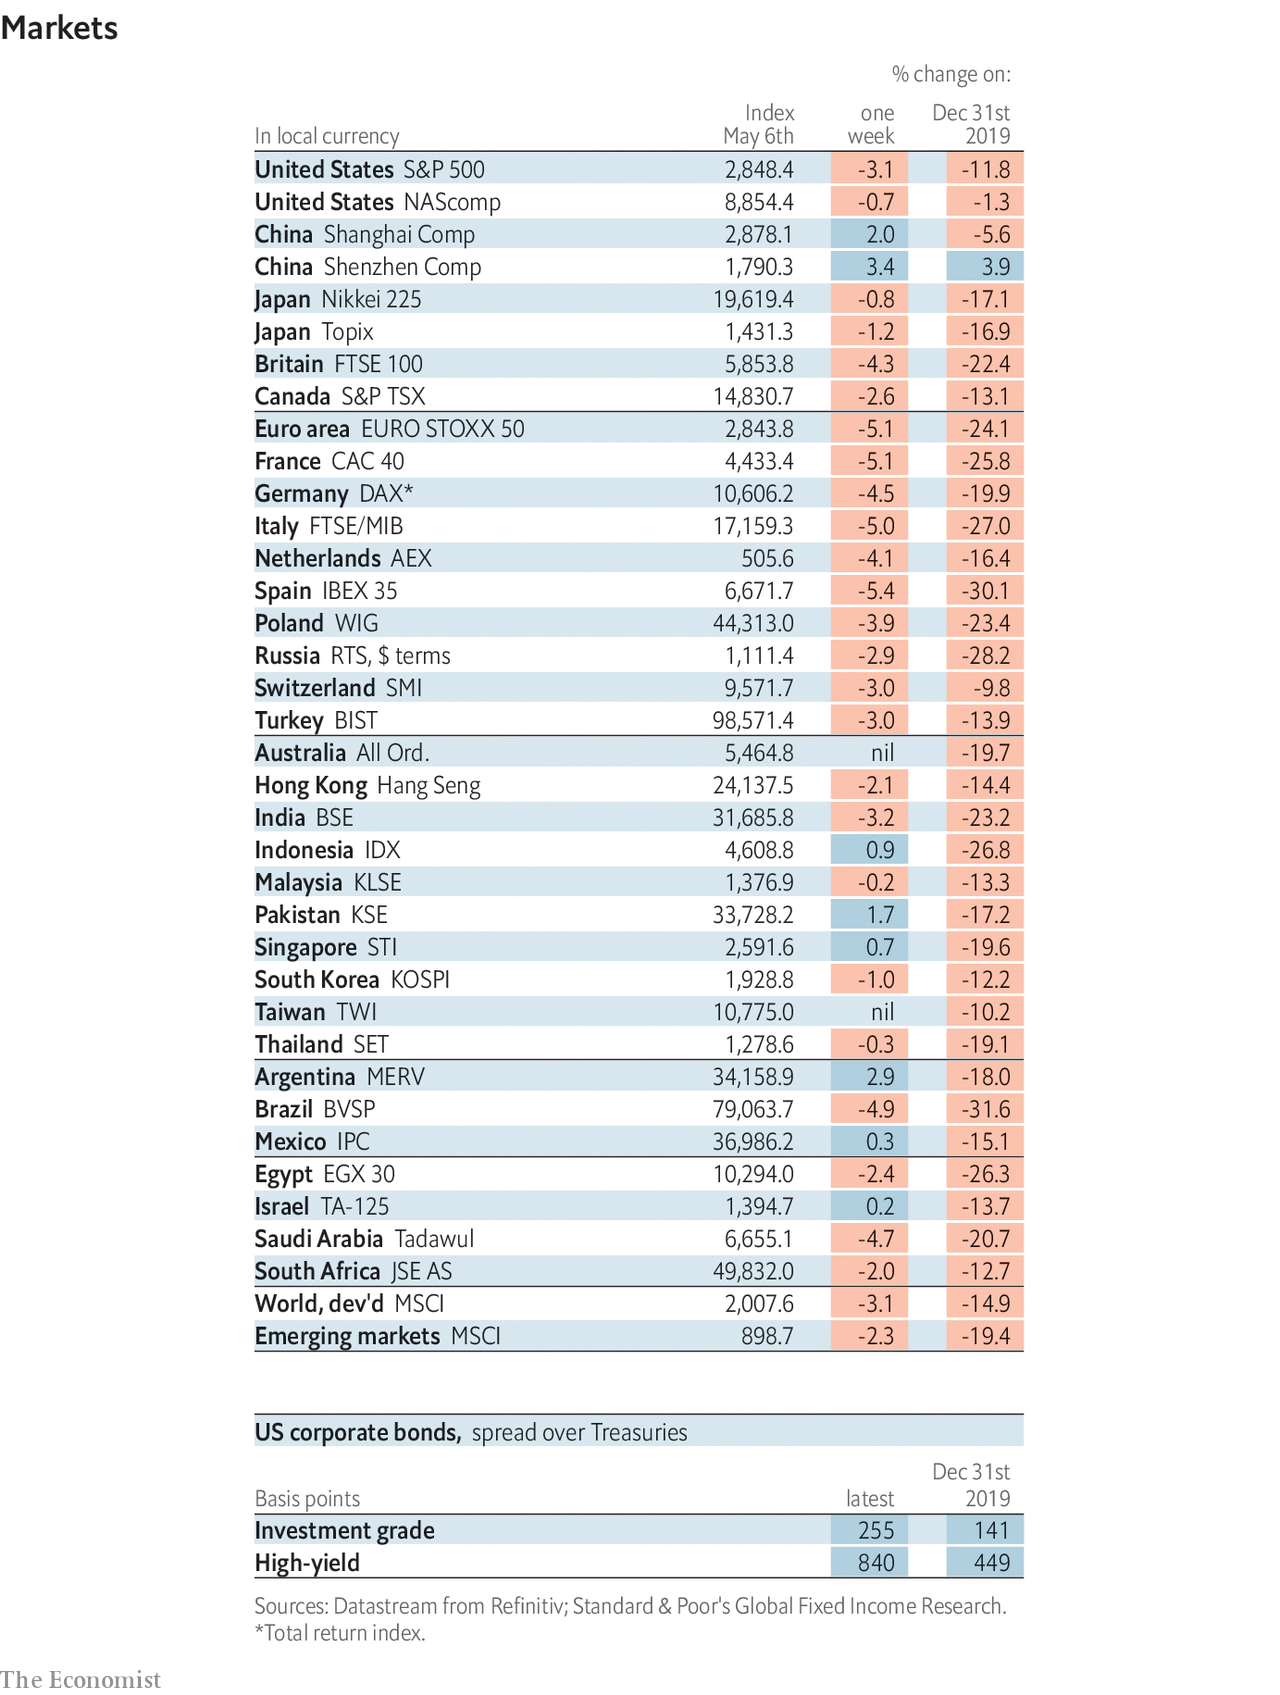 Markets
% change on:
Index one Dec 31st
In local currency May 6th week 2019
United States S&P 500 2,848.4 -3.1 -11.8
United States NAScomp 8,854.4 -0.7 -1.3
China Shanghai Comp 2,878.1 2.0 -5.6
China Shenzhen Comp 1,790.3 3.4 3.9
Japan Nikkei 225 19,619.4 -0.8 -17.1
Japan Topix 1,431.3 -1.2 -16.9
Britain FTSE 100 5,853.8 -4.3 -22.4
Canada S&P TSX 14,830.7 -2.6 -13.1
Euro area EURO STOXX 50 2,843.8 -5.1 -24.1
France CAC 40 4,433.4 -5.1 -25.8
Germany DAX* 10,606.2 -4.5 -19.9
Italy FTSE/MIB 17,159.3 -5.0 -27.0
Netherlands AEX 505.6 -4.1 -16.4
Spain IBEX 35 6,671.7 -5.4 -30.1
Poland WIG 44,313.0 -3.9 -23.4
Russia RTS, $ terms 1,111.4 -2.9 -28.2
Switzerland SMI 9,571.7 -3.0 -9.8
Turkey BIST 98,571.4 -3.0 -13.9
Australia All Ord. 5,464.8 nil -19.7
Hong Kong Hang Seng 24,137.5 -2.1 -14.4
India BSE 31,685.8 -3.2 -23.2
Indonesia IDX 4,608.8 0.9 -26.8
Malaysia KLSE 1,376.9 -0.2 -13.3
Pakistan KSE 33,728.2 1.7 -17.2
Singapore STI 2,591.6 0.7 -19.6
South Korea KOSPI 1,928.8 -1.0 -12.2
Taiwan TWI 10,775.0 nil -10.2
Thailand SET 1,278.6 -0.3 -19.1
Argentina MERV 34,158.9 2.9 -18.0
Brazil BVSP 79,063.7 -4.9 -31.6
Mexico IPC 36,986.2 0.3 -15.1
Egypt EGX 30 10,294.0 -2.4 -26.3
Israel TA-125 1,394.7 0.2 -13.7
Saudi Arabia Tadawul 6,655.1 -4.7 -20.7
South Africa JSE AS 49,832.0 -2.0 -12.7
World, dev'd MSCI 2,007.6 -3.1 -14.9
Emerging markets MSCI 898.7 -2.3 -19.4
US corporate bonds, spread over Treasuries
Dec 31st
Basis points latest 2019
Investment grade 255 141
High-yield 840 449
Sources: Datastream from Refinitiv; Standard & Poor's Global Fixed Income Research.
*Total return index.
The Economist